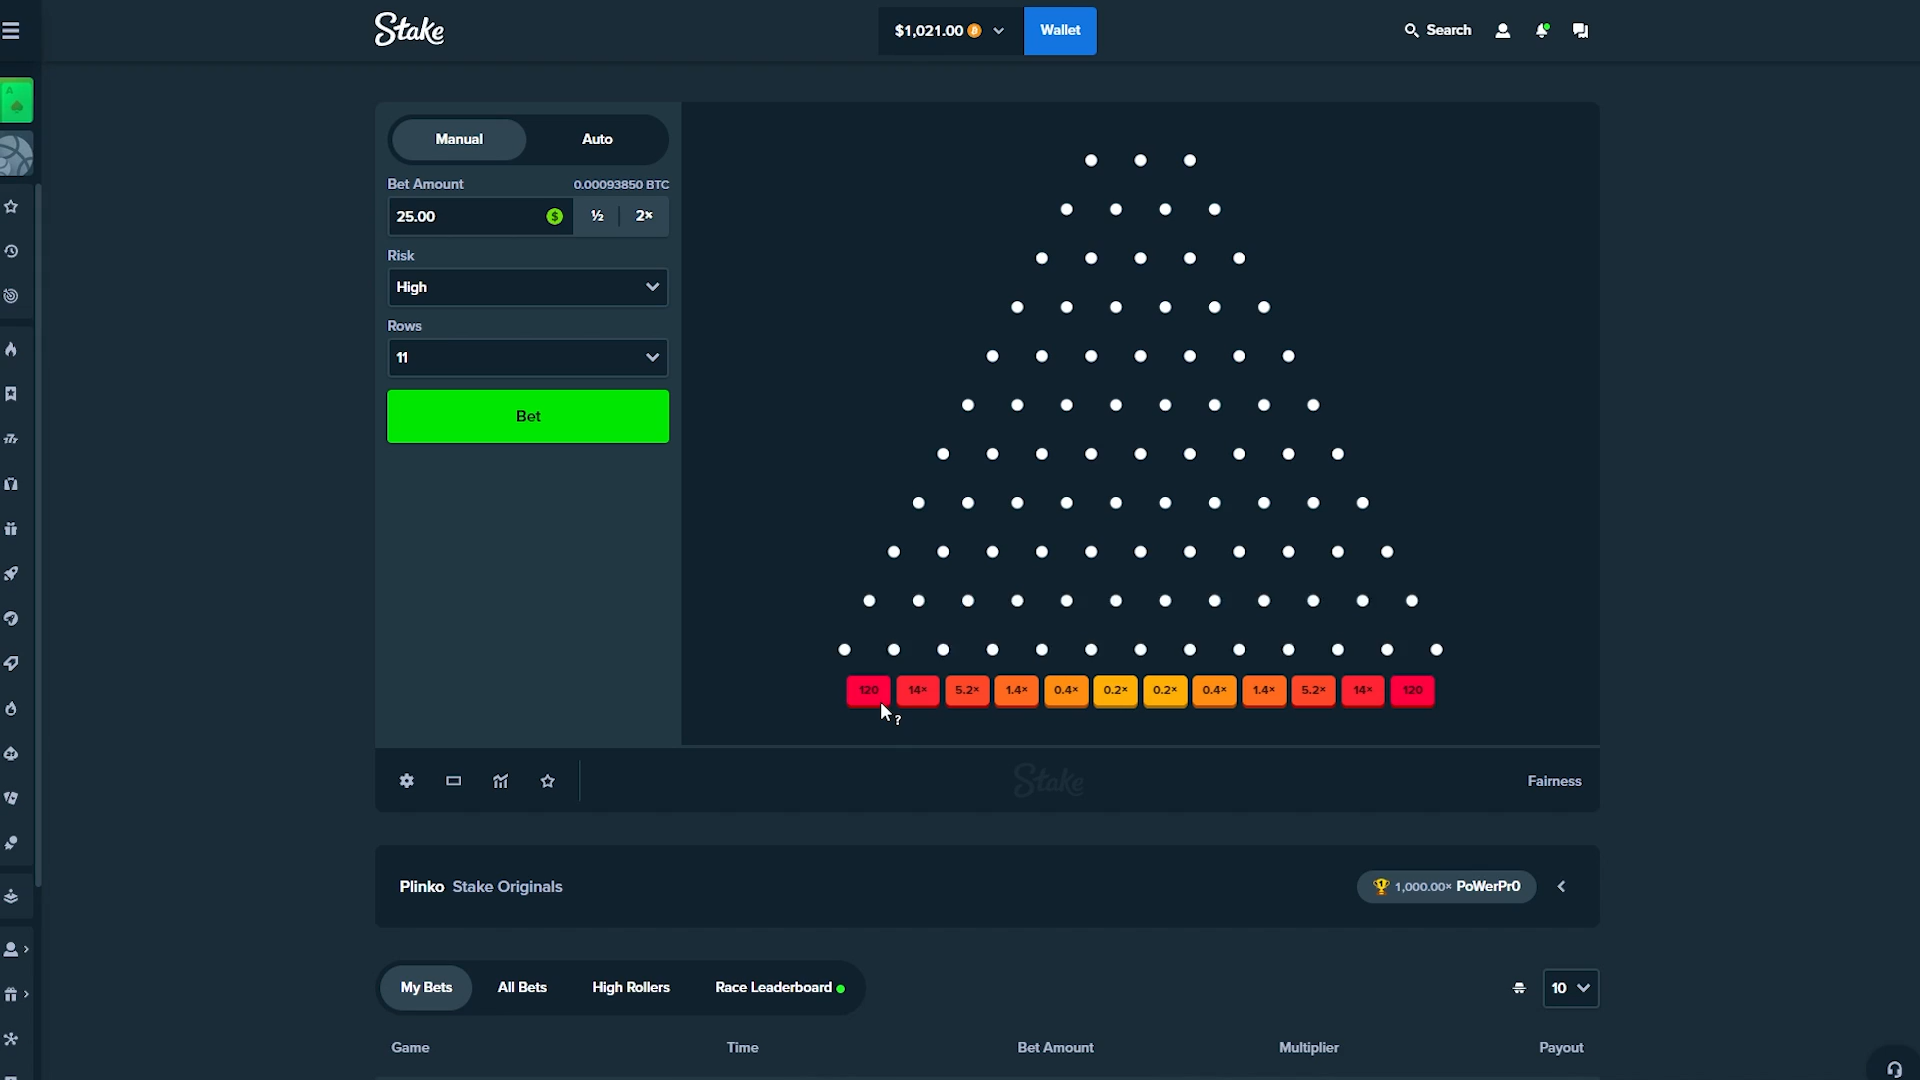 Stake
$1,021.00
Wallet
Search
Manual
Auto
Bet Amount
0.00093850 BTC
25.00
$
½
2×
Risk
High
Rows
11
Bet
120
14×
5.2×
1.4×
0.4×
0.2×
0.2×
0.4×
1.4×
5.2×
14×
120
?
Stake
Fairness
Plinko Stake Originals
1,000.00× PoWerPr0
My Bets
All Bets
High Rollers
Race Leaderboard
10
Game
Time
Bet Amount
Multiplier
Payout